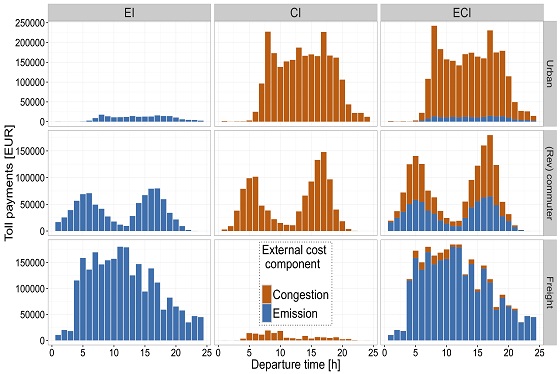 EI CI ECI
250000
200000
150000
100000
50000
0
Urban
150000
100000
50000
0
(Rev) commuter
150000
100000
50000
0
Freight
Toll payments [EUR]
External cost
component
Congestion
Emission
0 5 10 15 20 25 0 5 10 15 20 25 0 5 10 15 20 25
Departure time [h]